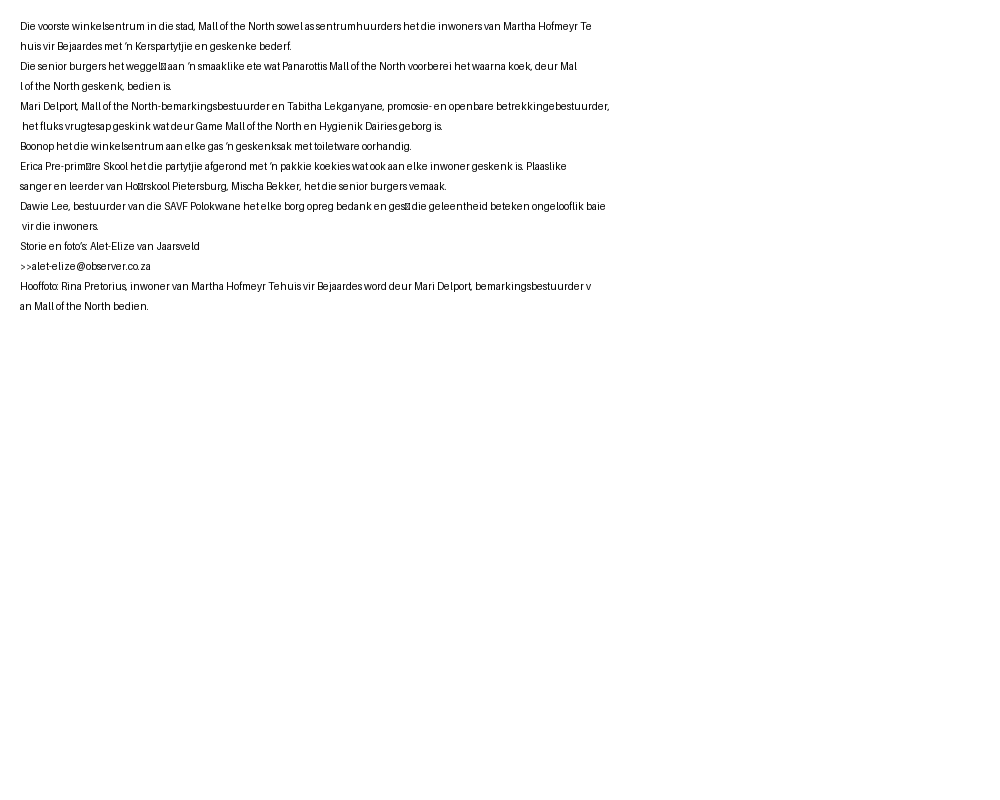 Die voorste winkelsentrum in die stad, Mall of the North sowel as sentrumhuurders het die inwoners van Martha Hofmeyr Te
huis vir Bejaardes met ’n Kerspartytjie en geskenke bederf.
Die senior burgers het weggel□ aan ’n smaaklike ete wat Panarottis Mall of the North voorberei het waarna koek, deur Mal
l of the North geskenk, bedien is.
Mari Delport, Mall of the North-bemarkingsbestuurder en Tabitha Lekganyane, promosie- en openbare betrekkingebestuurder,
het fluks vrugtesap geskink wat deur Game Mall of the North en Hygienik Dairies geborg is.
Boonop het die winkelsentrum aan elke gas ’n geskenksak met toiletware oorhandig.
Erica Pre-prim□re Skool het die partytjie afgerond met ’n pakkie koekies wat ook aan elke inwoner geskenk is. Plaaslike
sanger en leerder van Ho□rskool Pietersburg, Mischa Bekker, het die senior burgers vemaak.
Dawie Lee, bestuurder van die SAVF Polokwane het elke borg opreg bedank en ges□ die geleentheid beteken ongelooflik baie
vir die inwoners.
Storie en foto’s: Alet-Elize van Jaarsveld
>>alet-elize@observer.co.za
Hooffoto: Rina Pretorius, inwoner van Martha Hofmeyr Tehuis vir Bejaardes word deur Mari Delport, bemarkingsbestuurder v
an Mall of the North bedien.